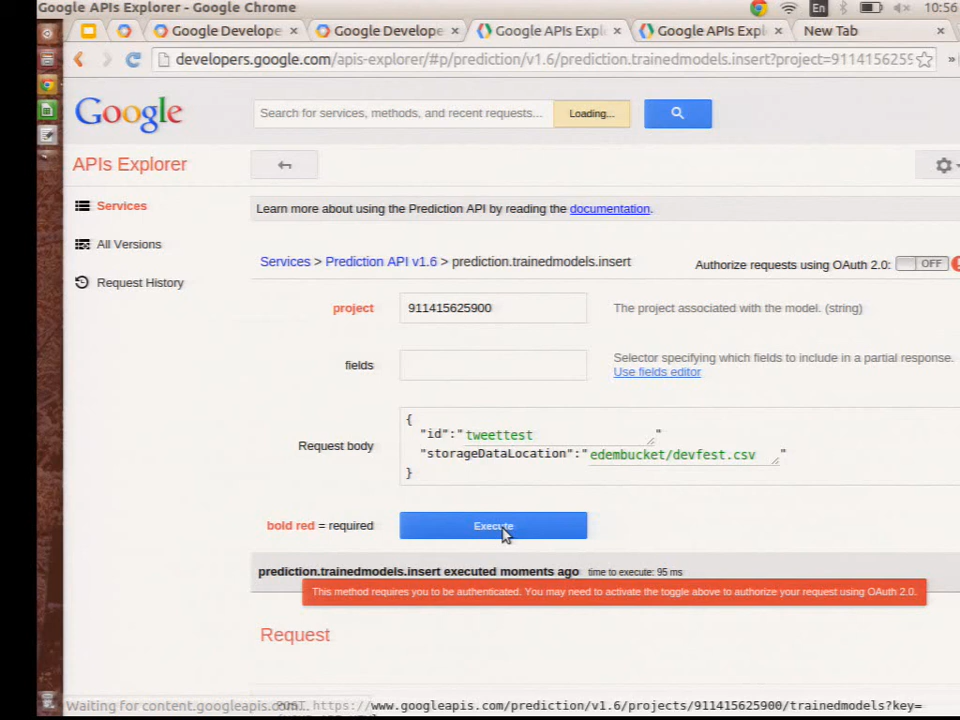 Google APIs Explorer - Google Chrome
En
10:56
Google Develope
Google Develope
Google APIs Expl
Google APIs Expl
New Tab
developers.google.com/apis-explorer/#p/prediction/v1.6/prediction.trainedmodels.insert?project=9114156259
Google
Search for services, methods, and recent requests...
Loading...
APIs Explorer
Services
Learn more about using the Prediction API by reading the documentation.
All Versions
Services > Prediction API v1.6 > prediction.trainedmodels.insert
Authorize requests using OAuth 2.0: OFF
Request History
project 911415625900 The project associated with the model. (string)
fields
Selector specifying which fields to include in a partial response.
Use fields editor
Request body
{
"id":"tweettest"
"storageDataLocation":"edembucket/devfest.csv"
}
bold red = required
Execute
prediction.trainedmodels.insert executed moments ago time to execute: 95 ms
This method requires you to be authenticated. You may need to activate the toggle above to authorize your request using OAuth 2.0.
Request
Waiting for content.googleapis.com...
https://www.googleapis.com/prediction/v1.6/projects/911415625900/trainedmodels?key=